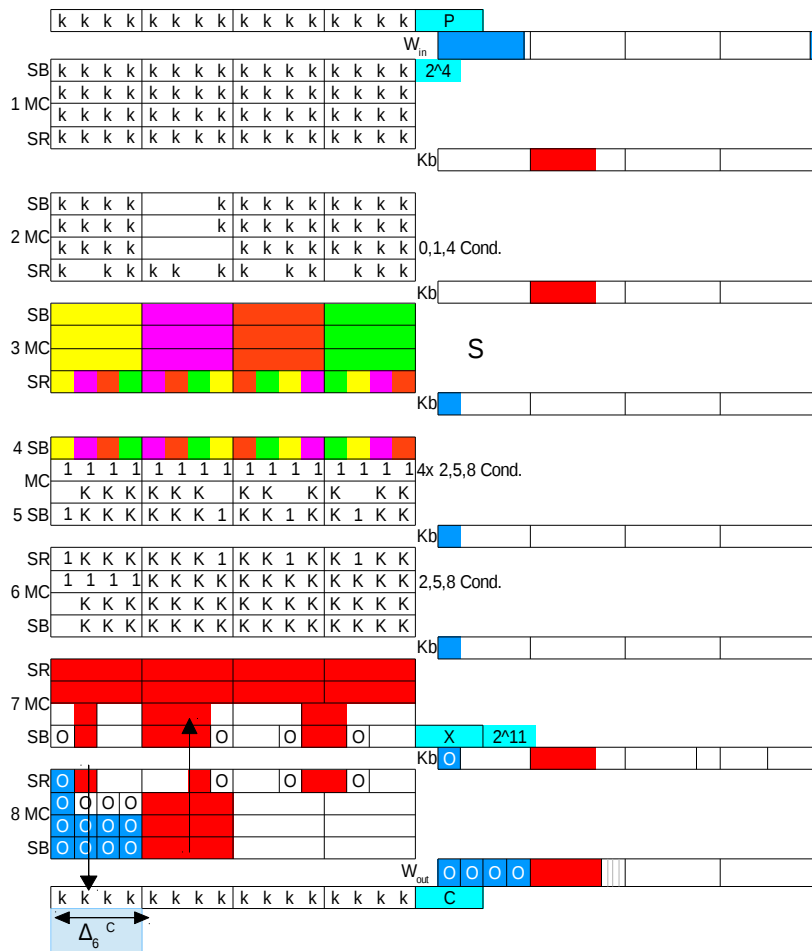 k k k k k k k k k k k k k k k k P
W_in
SB k k k k k k k k k k k k k k k k 2^4
k k k k k k k k k k k k k k k k
1 MC
k k k k k k k k k k k k k k k k
SR k k k k k k k k k k k k k k k k
Kb
SB k k k k k k k k k k k k k
k k k k k k k k k k k k k
2 MC
k k k k k k k k k k k k 0,1,4 Cond.
SR k k k k k k k k k k k k
Kb
SB
3 MC S
SR
Kb
4 SB
1 1 1 1 1 1 1 1 1 1 1 1 1 1 1 1 4x 2,5,8 Cond.
MC
K K K K K K K K K K K K
5 SB 1 K K K K K K 1 K K 1 K K 1 K K
Kb
SR 1 K K K K K K 1 K K 1 K K 1 K K
1 1 1 1 K K K K K K K K K K K K 2,5,8 Cond.
6 MC
K K K K K K K K K K K K K K K
SB K K K K K K K K K K K K K K K
Kb
SR
7 MC
SB O O O O X 2^11
Kb O
SR O O O O
O O O O
8 MC
O O O O
SB O O O O
W_out O O O O
k k k k k k k k k k k k k k k k C
Δ_6^C